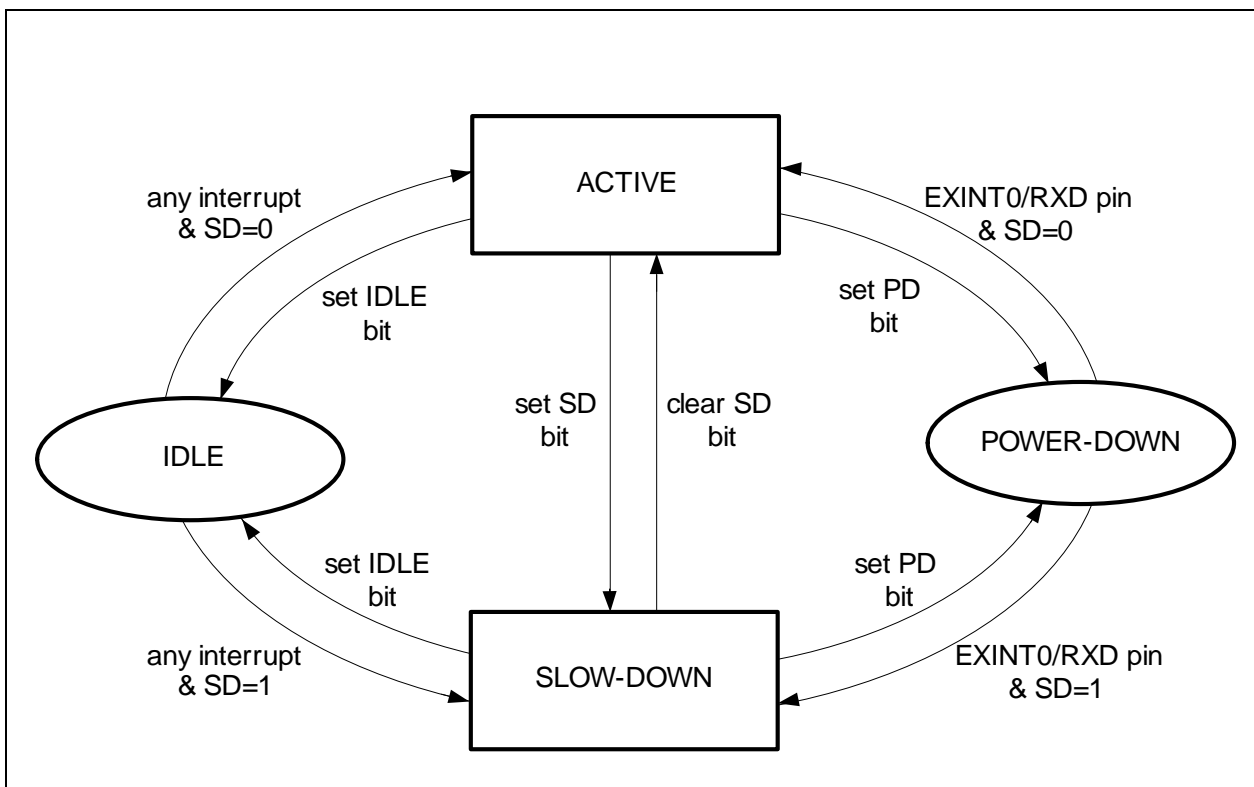 ACTIVE
any interrupt
& SD=0
EXINT0/RXD pin
& SD=0
set IDLE
bit
set PD
bit
set SD
bit
clear SD
bit
IDLE
POWER-DOWN
set IDLE
bit
set PD
bit
any interrupt
& SD=1
SLOW-DOWN
EXINT0/RXD pin
& SD=1